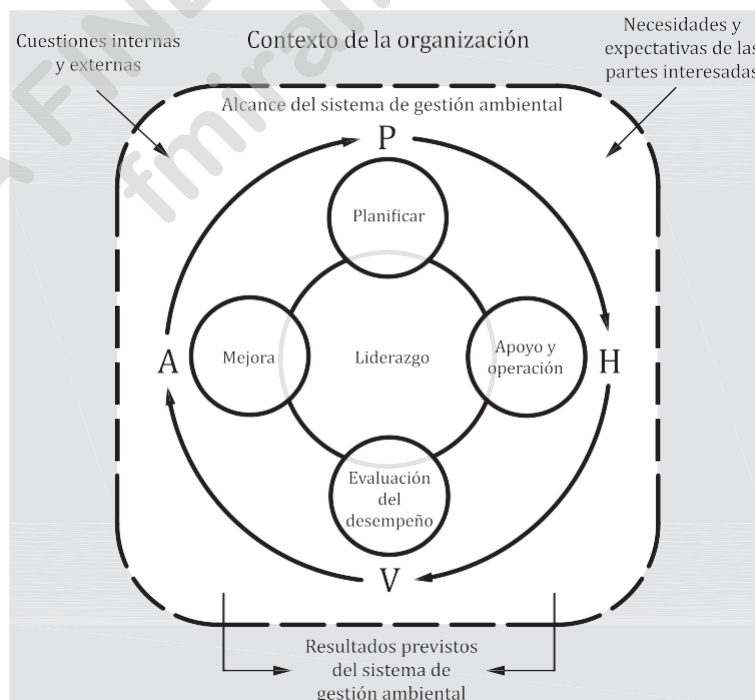 Cuestiones internas
y externas
Contexto de la organización
Necesidades y
expectativas de las
partes interesadas
Alcance del sistema de gestión ambiental
P
Planificar
A
Mejora
Liderazgo
Apoyo y
operación
H
Evaluación
del
desempeño
V
Resultados previstos
del sistema de
gestión ambiental